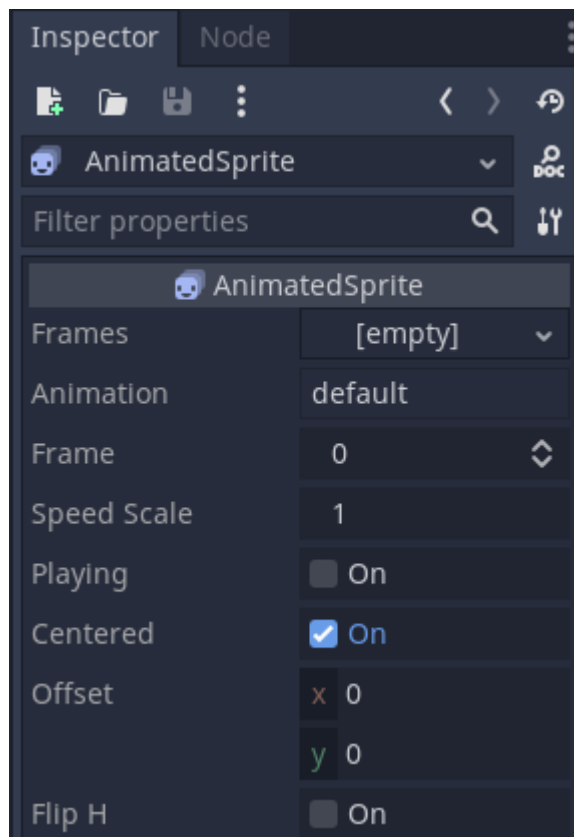 Inspector Node
DOC
AnimatedSprite
Filter properties
AnimatedSprite
Frames [empty]
Animation default
Frame 0
Speed Scale 1
Playing On
Centered On
Offset x 0
y 0
Flip H On